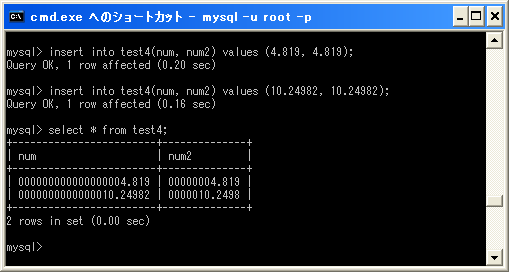 cmd.exe へのショートカット - mysql -u root -p
mysql> insert into test4(num, num2) values (4.819, 4.819);
Query OK, 1 row affected (0.20 sec)
mysql> insert into test4(num, num2) values (10.24982, 10.24982);
Query OK, 1 row affected (0.16 sec)
mysql> select * from test4;
+------------------------+--------------+
| num                    | num2         |
+------------------------+--------------+
| 0000000000000000004.819 | 00000004.819 |
| 0000000000000010.24982 | 0000010.2498 |
+------------------------+--------------+
2 rows in set (0.00 sec)
mysql>